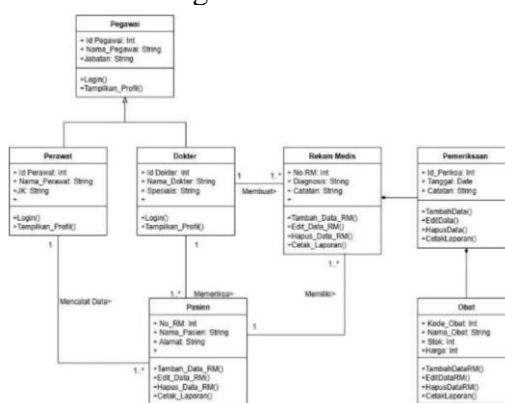 Pegawai
+ Id Pegawai: Int
+ Nama_Pegawai: String
+Jabatan: String
+Login()
+Tampilkan_Profil()
Perawat
+ Id Perawat: Int
+ Nama_Perawat: String
+JK: String
+
+Login()
+Tampilkan_Profil()
Dokter
+ Id Dokter: Int
+ Nama_Dokter: String
+ Spesialis: String
+
+Login()
+Tampilkan_Profil()
1
1..*
Membuat>
Rekam Medis
+ No.RM: Int
+ Diagnosis: String
+ Catatan: String
+
+Tambah_Data_RM()
+Edit_Data_RM()
+Hapus_Data_RM()
+Cetak_Laporan()
Pemeriksaan
+ Id_Periksa: Int
+ Tanggal: Date
+ Catatan: String
+TambahData()
+EditData()
+HapusData()
+CetakLaporan()
1
1
1..*
Mencatat Data>
1..*
Memeriksa>
Memiliki>
Pasien
+ No_RM: Int
+ Nama_Pasien: String
+ Alamat: String
+
+Tambah_Data_RM()
+Edit_Data_RM()
+Hapus_Data_RM()
+Cetak_Laporan()
1
1..*
Obat
+ Kode_Obat: Int
+ Nama_Obat: String
+ Stok: Int
+Harga: Int
+TambahDataRM()
+EditDataRM()
+HapusDataRM()
+CetakLaporan()